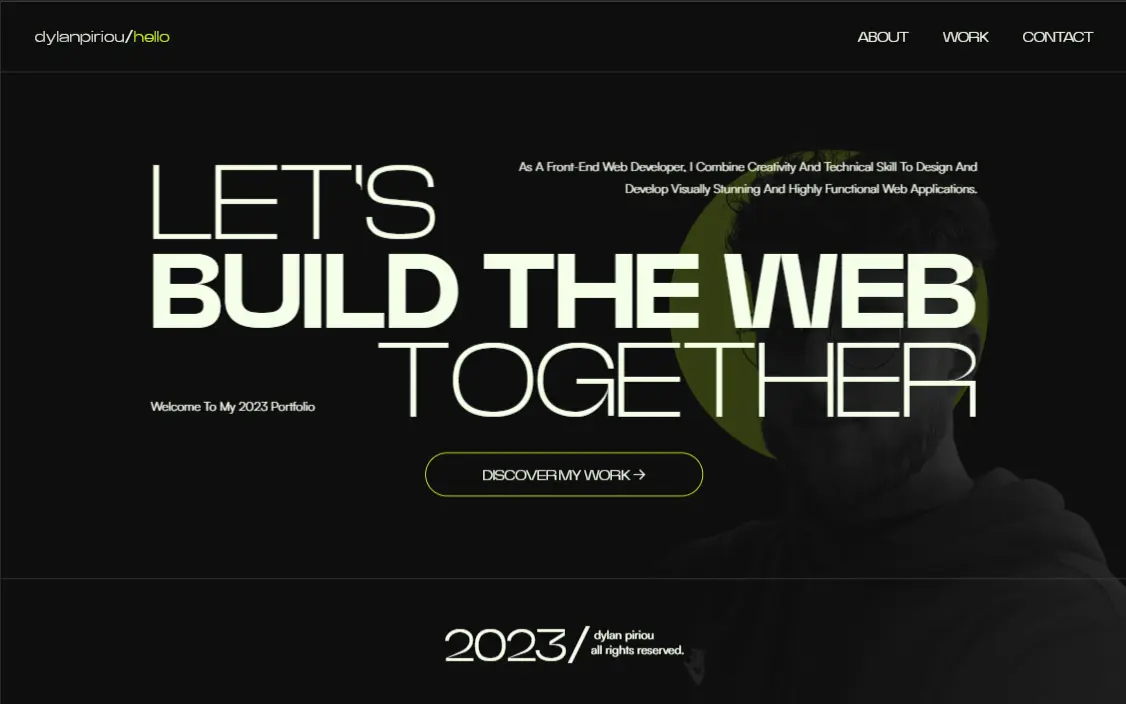 dylanpiriou/hello
ABOUT WORK CONTACT
As A Front-End Web Developer, I Combine Creativity And Technical Skill To Design And
Develop Visually Stunning And Highly Functional Web Applications.
LET'S
BUILD THE WEB
TOGETHER
Welcome To My 2023 Portfolio
DISCOVER MY WORK →
2023/
dylan piriou
all rights reserved.